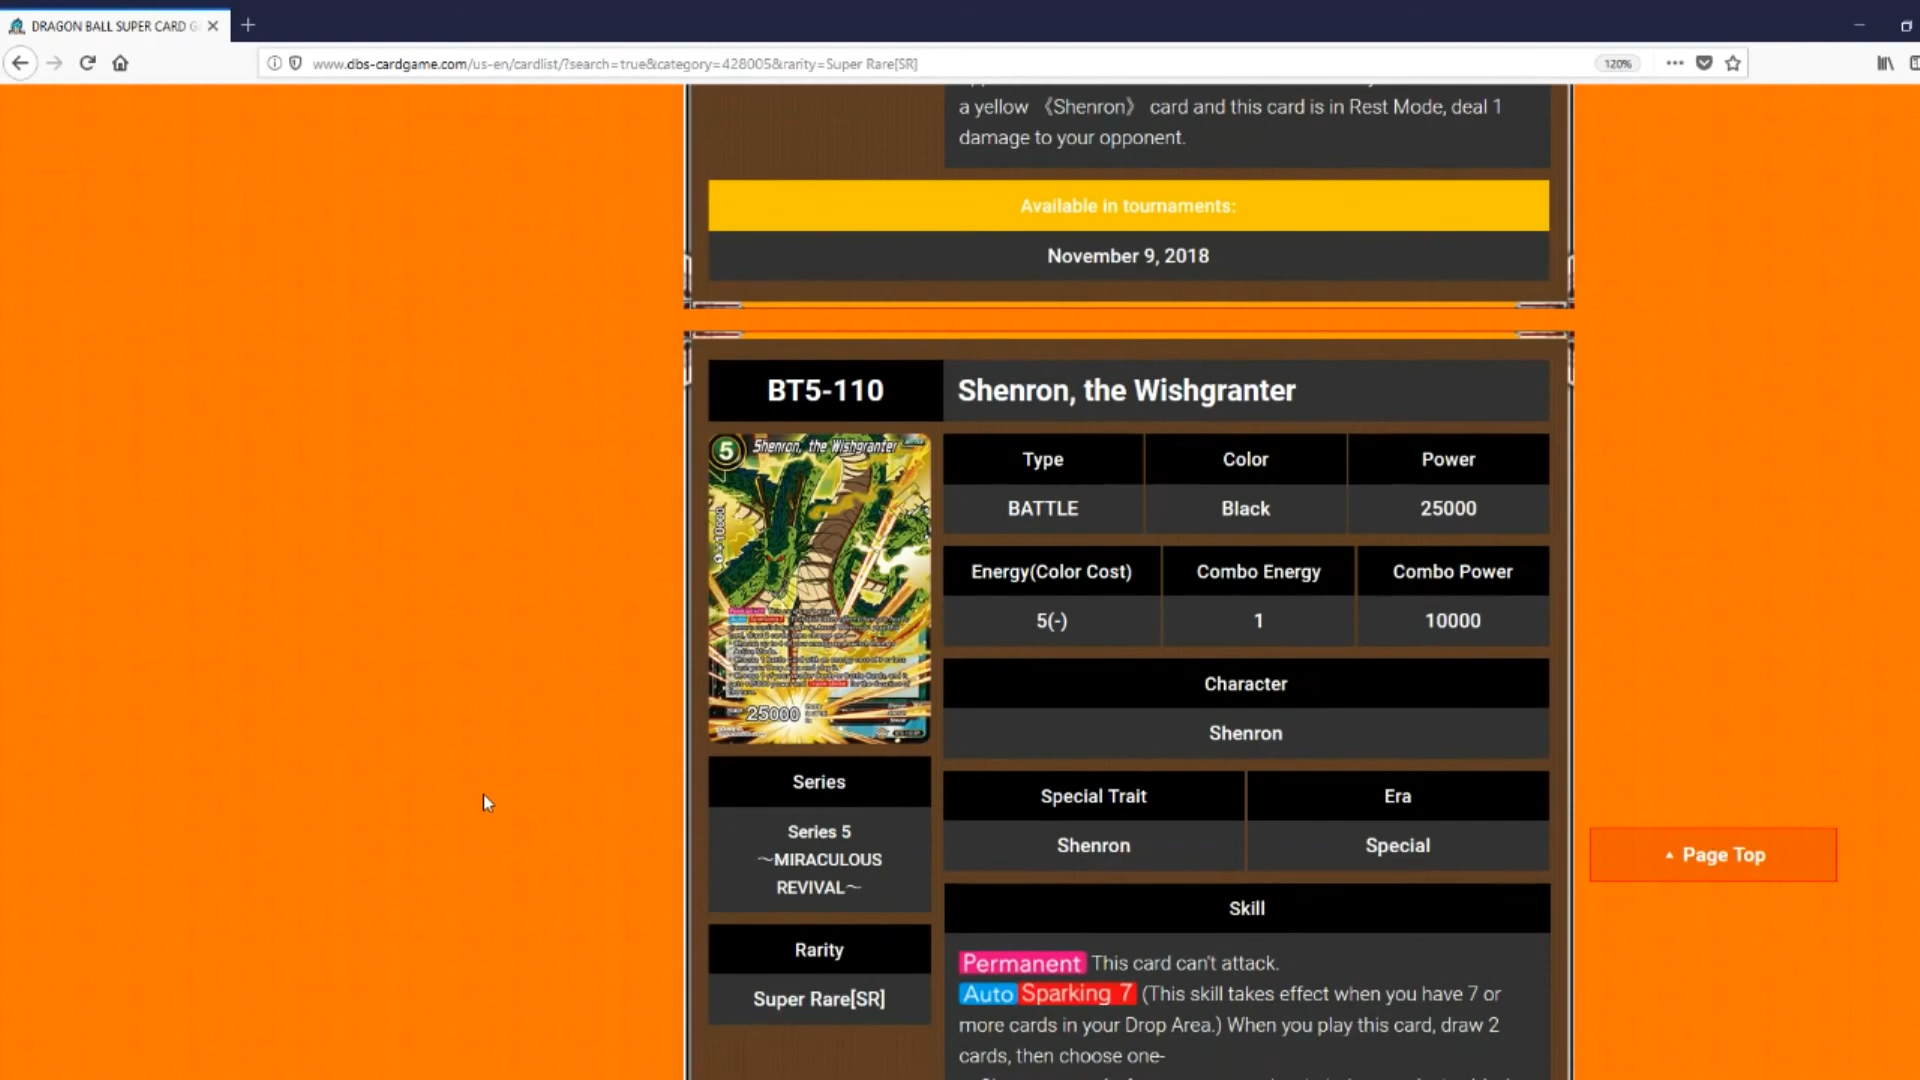 DRAGON BALL SUPER CARD G
www.dbs-cardgame.com/us-en/cardlist/?search=true&category=428005&rarity=Super Rare[SR]
120%
a yellow 《Shenron》 card and this card is in Rest Mode, deal 1
damage to your opponent.
Available in tournaments:
November 9, 2018
BT5-110
Shenron, the Wishgranter
5
Shenron, the Wishgranter
10000
25000
Type
Color
Power
BATTLE
Black
25000
Energy(Color Cost)
Combo Energy
Combo Power
5(-)
1
10000
Character
Shenron
Series
Special Trait
Era
Series 5
～MIRACULOUS
REVIVAL～
Shenron
Special
Page Top
Rarity
Super Rare[SR]
Skill
Permanent This card can't attack.
Auto Sparking 7 (This skill takes effect when you have 7 or
more cards in your Drop Area.) When you play this card, draw 2
cards, then choose one-